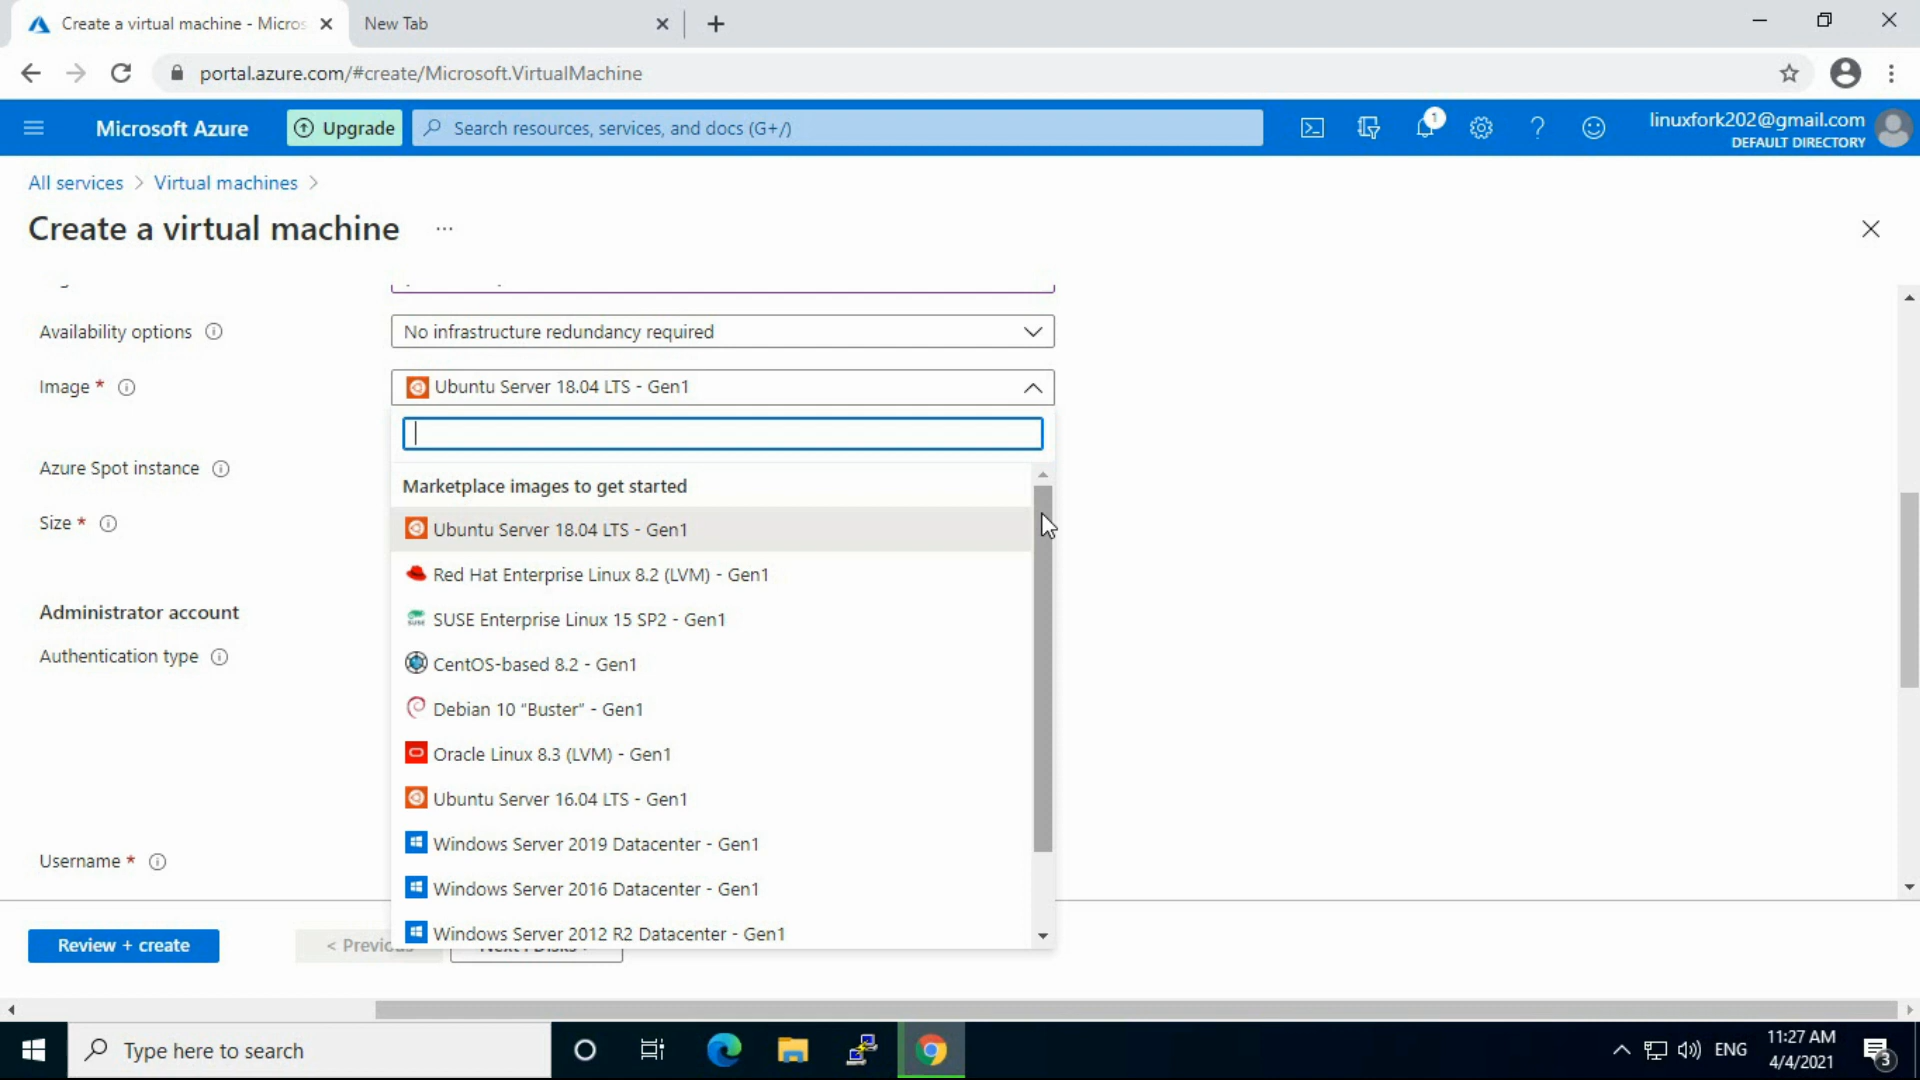 Create a virtual machine - Micros
New Tab
portal.azure.com/#create/Microsoft.VirtualMachine
Microsoft Azure
Upgrade
Search resources, services, and docs (G+/)
1
linuxfork202@gmail.com
DEFAULT DIRECTORY
All services > Virtual machines >
Create a virtual machine ...
Availability options
No infrastructure redundancy required
Image *
Ubuntu Server 18.04 LTS - Gen1
Azure Spot instance
Size *
Administrator account
Authentication type
Username *
Marketplace images to get started
Ubuntu Server 18.04 LTS - Gen1
Red Hat Enterprise Linux 8.2 (LVM) - Gen1
SUSE Enterprise Linux 15 SP2 - Gen1
CentOS-based 8.2 - Gen1
Debian 10 “Buster” - Gen1
Oracle Linux 8.3 (LVM) - Gen1
Ubuntu Server 16.04 LTS - Gen1
Windows Server 2019 Datacenter - Gen1
Windows Server 2016 Datacenter - Gen1
Windows Server 2012 R2 Datacenter - Gen1
Review + create
< Previous
Type here to search
ENG
11:27 AM
4/4/2021
3